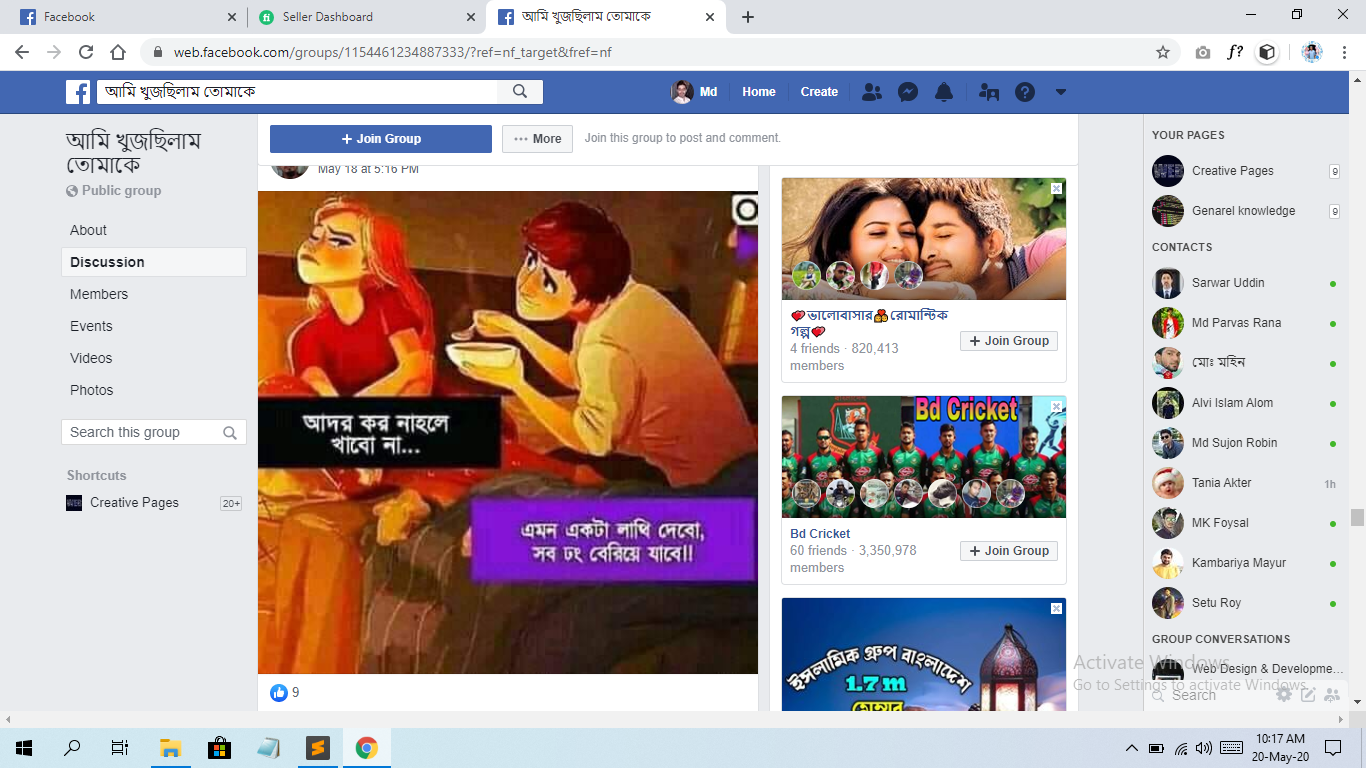 Facebook
Seller Dashboard
আমি খুজছিলাম তোমাকে
web.facebook.com/groups/1154461234887333/?ref=nf_target&fref=nf
f?
আমি খুজছিলাম তোমাকে
Md
Home
Create
আমি খুজছিলাম
তোমাকে
Public group
About
Discussion
Members
Events
Videos
Photos
Search this group
Shortcuts
Creative Pages
20+
+ Join Group
••• More
Join this group to post and comment.
May 18 at 5:16 PM
আদর কর নাহলে
খাবো না...
এমন একটা লাথি দেবো,
সব ঢং বেরিয়ে যাবে!!
9
❤ভালোবাসার💑রোমান্টিক
গল্প❤
4 friends · 820,413
members
+ Join Group
Bd Cricket
Bd Cricket
60 friends · 3,350,978
members
+ Join Group
ইসলামিক গ্রুপ বাংলাদেশ
1.7 m
মেম্বার
YOUR PAGES
Creative Pages
9
Genarel knowledge
9
CONTACTS
Sarwar Uddin
Md Parvas Rana
মোঃ মহিন
Alvi Islam Alom
Md Sujon Robin
Tania Akter
1h
MK Foysal
Kambariya Mayur
Setu Roy
GROUP CONVERSATIONS
Web Design & Developme...
Activate Windows
Go to Settings to activate Windows.
Search
10:17 AM
20-May-20